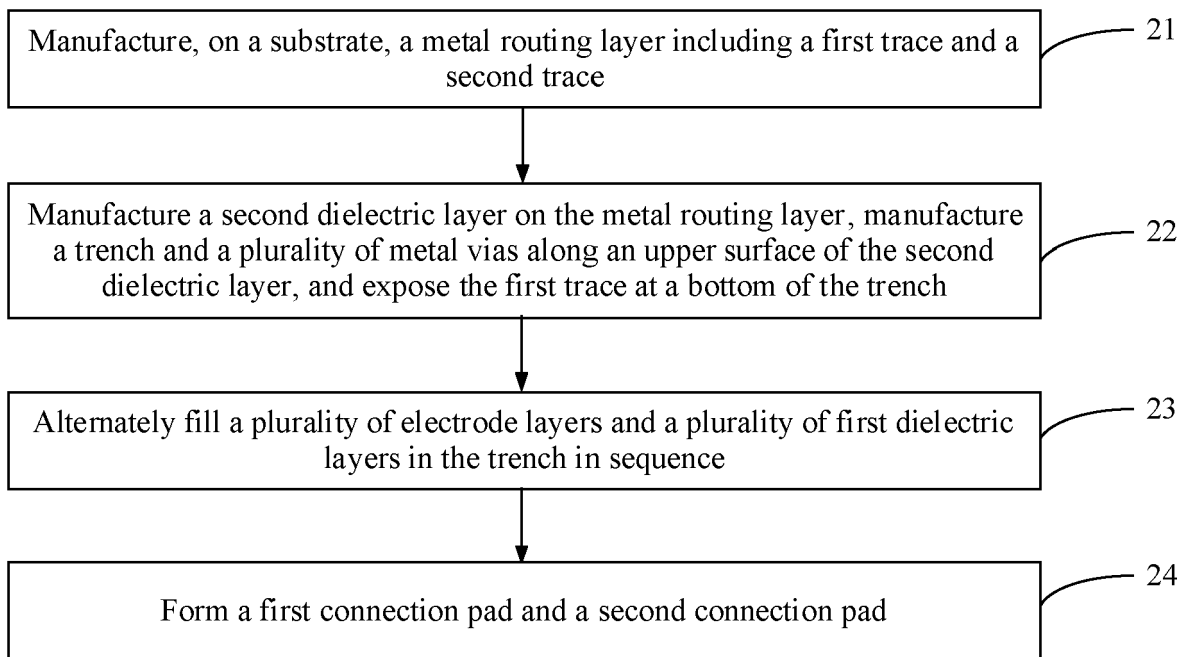 Manufacture, on a substrate, a metal routing layer including a first trace and a
second trace
21
Manufacture a second dielectric layer on the metal routing layer, manufacture
a trench and a plurality of metal vias along an upper surface of the second
dielectric layer, and expose the first trace at a bottom of the trench
22
Alternately fill a plurality of electrode layers and a plurality of first dielectric
layers in the trench in sequence
23
Form a first connection pad and a second connection pad
24